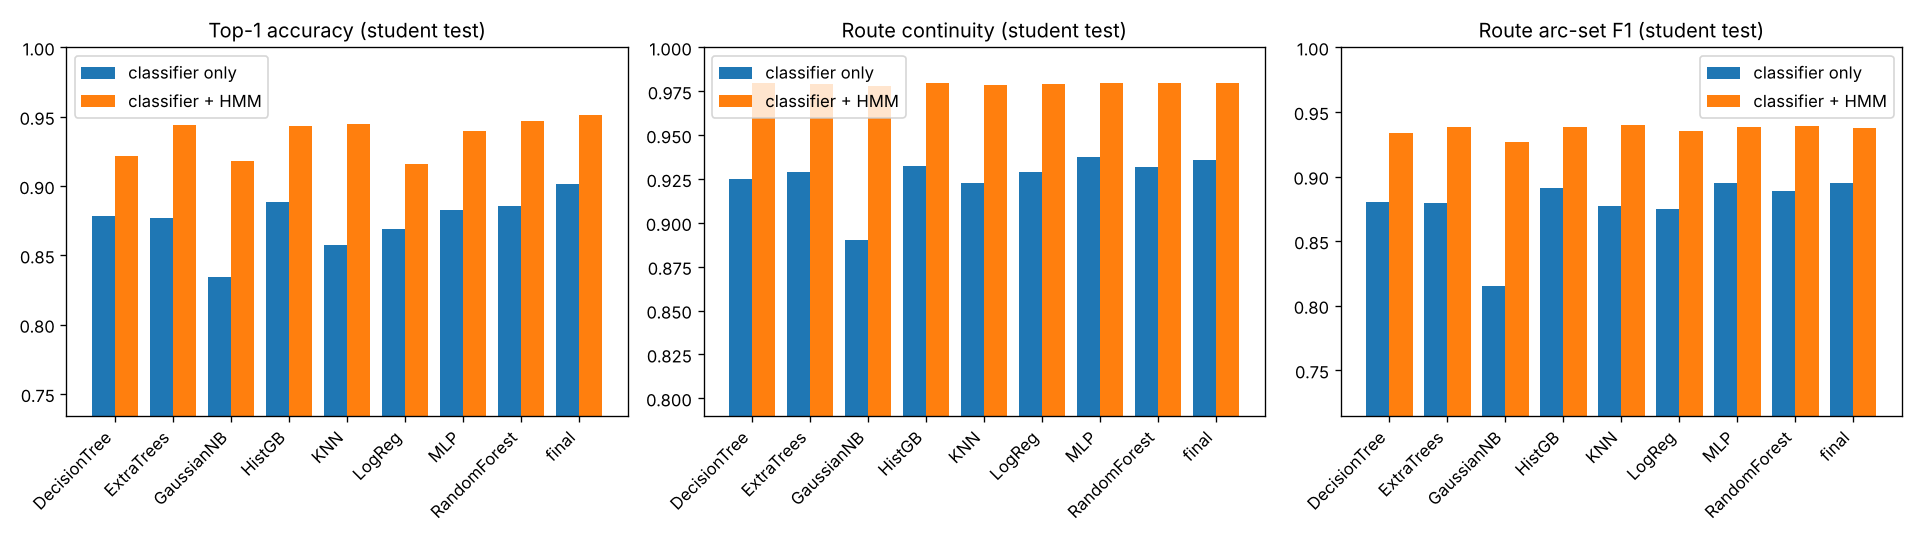 Top-1 accuracy (student test)
1.00
0.95
0.90
0.85
0.80
0.75
classifier only
classifier + HMM
DecisionTree
ExtraTrees
GaussianNB
HistGB
KNN
LogReg
MLP
RandomForest
final
Route continuity (student test)
1.000
0.975
0.950
0.925
0.900
0.875
0.850
0.825
0.800
classifier only
classifier + HMM
DecisionTree
ExtraTrees
GaussianNB
HistGB
KNN
LogReg
MLP
RandomForest
final
Route arc-set F1 (student test)
1.00
0.95
0.90
0.85
0.80
0.75
classifier only
classifier + HMM
DecisionTree
ExtraTrees
GaussianNB
HistGB
KNN
LogReg
MLP
RandomForest
final